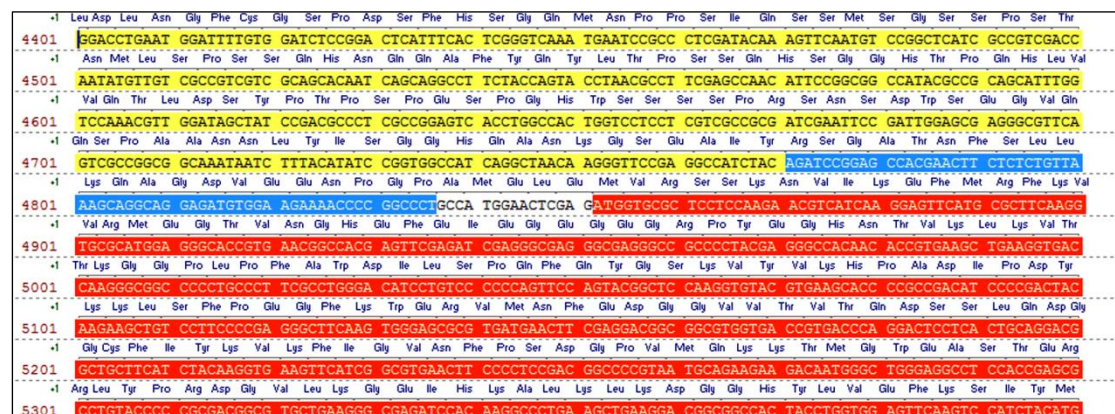 +1 Leu Asp Leu Asn Gly Phe Cys Gly Ser Pro Asp Ser Phe His Ser Gly Gln Met Asn Pro Pro Ser Ile Gln Ser Ser Met Ser Gly Ser Ser Pro Ser Thr
4401 GGACCTGAAT GGATTTTGTG GATCTCCGGA CTCATTTCAC TCGGGTCAAA TGAATCCGCC CTCGATACAA AGTTCAATGT CCGGCTCATC GCCGTCGACC
+1 Asn Met Leu Ser Pro Ser Ser Gln His Asn Gln Gln Ala Phe Tyr Gln Tyr Leu Thr Pro Ser Ser Gln His Ser Gly Gly His Thr Pro Gln His Leu Val
4501 AATATGTTGT CGCCGTCGTC GCAGCACAAT CAGCAGGCCT TCTACCAGTA CCTAACGCCT TCGAGCCAAC ATTCCGGCGG CCATACGCCG CAGCATTTGG
+1 Val Gln Thr Leu Asp Ser Tyr Pro Thr Pro Ser Pro Glu Ser Pro Gly His Trp Ser Ser Ser Ser Pro Arg Ser Asn Ser Asp Trp Ser Glu Gly Val Gln
4601 TCCAAACGTT GGATAGCTAT CCGACGCCCT CGCCGGAGTC ACCTGGCCAC TGGTCCTCCT CGTCGCCGCG ATCGAATTCC GATTGGAGCG AGGGCGTTCA
+1 Gln Ser Pro Ala Ala Asn Asn Leu Tyr Ile Ser Gly Gly His Gln Ala Asn Lys Gly Ser Glu Ala Ile Tyr Arg Ser Gly Ala Thr Asn Phe Ser Leu Leu
4701 GTCGCCGGCG GCAAATAATC TTTACATATC CGGTGGCCAT CAGGCTAACA AGGGTTCCGA GGCCATCTAC AGATCCGGAG CCACGAACTT CTCTCTGTTA
+1 Lys Gln Ala Gly Asp Val Glu Glu Asn Pro Gly Pro Ala Met Glu Leu Glu Met Val Arg Ser Ser Lys Asn Val Ile Lys Glu Phe Met Arg Phe Lys Val
4801 AAGCAGGCAG GAGATGTGGA AGAAAACCCC GGCCCTGCCA TGGAACTCGA GATGGTGCGC TCCTCCAAGA ACGTCATCAA GGAGTTCATG CGCTTCAAGG
+1 Val Arg Met Glu Gly Thr Val Asn Gly His Glu Phe Glu Ile Glu Gly Glu Gly Glu Gly Arg Pro Tyr Glu Gly His Asn Thr Val Lys Leu Lys Val
4901 TGCGCATGGA GGGCACCGTG AACGGCCACG AGTTCGAGAT CGAGGGCGAG GGCGAGGGCC GCCCCTACGA GGGCCACAAC ACCGTGAAGC TGAAGGTGAC
+1 Thr Lys Gly Gly Pro Leu Pro Phe Ala Trp Asp Ile Leu Ser Pro Gln Phe Gln Tyr Gly Ser Lys Val Tyr Val Lys His Pro Ala Asp Ile Pro Asp Tyr
5001 CAAGGGCGGC CCCCTGCCCT TCGCCTGGGA CATCCTGTCC CCCCAGTTCC AGTACGGCTC CAAGGTGTAC GTGAAGCACC CCGCCGACAT CCCCGACTAC
+1 Lys Lys Leu Ser Phe Pro Glu Gly Phe Lys Trp Glu Arg Val Met Asn Phe Glu Asp Gly Gly Val Val Thr Val Thr Gln Asp Ser Ser Leu Gln Asp Gly
5101 AAGAAGCTGT CCTTCCCCGA GGGCTTCAAG TGGGAGCGCG TGATGAACTT CGAGGACGGC GGCGTGGTGA CCGTGACCCA GGACTCCTCA CTGCAGGACG
+1 Gly Cys Phe Ile Tyr Lys Val Lys Phe Ile Gly Val Asn Phe Pro Ser Asp Gly Pro Val Met Gln Lys Lys Thr Met Gly Trp Glu Ala Ser Thr Glu Arg
5201 GCTGCTTCAT CTACAAGGTG AAGTTCATCG GCGTGAACTT CCCCTCCGAC GGCCCCGTAA TGCAGAAGAA GACAATGGGC TGGGAGGCCT CCACCGAGCG
+1 Arg Leu Tyr Pro Arg Asp Gly Val Leu Lys Gly Glu Ile His Lys Ala Leu Lys Leu Lys Asp Gly Gly His Tyr Leu Val Glu Phe Lys Ser Ile Tyr Met
5301 CCTGTACCCC CGCGACGGCG TGCTGAAGGG CGAGATCCAC AAGGCCCTGA AGCTGAAGGA CGGCGGCCAC TACCTGGTGG AGTTCAAGTC